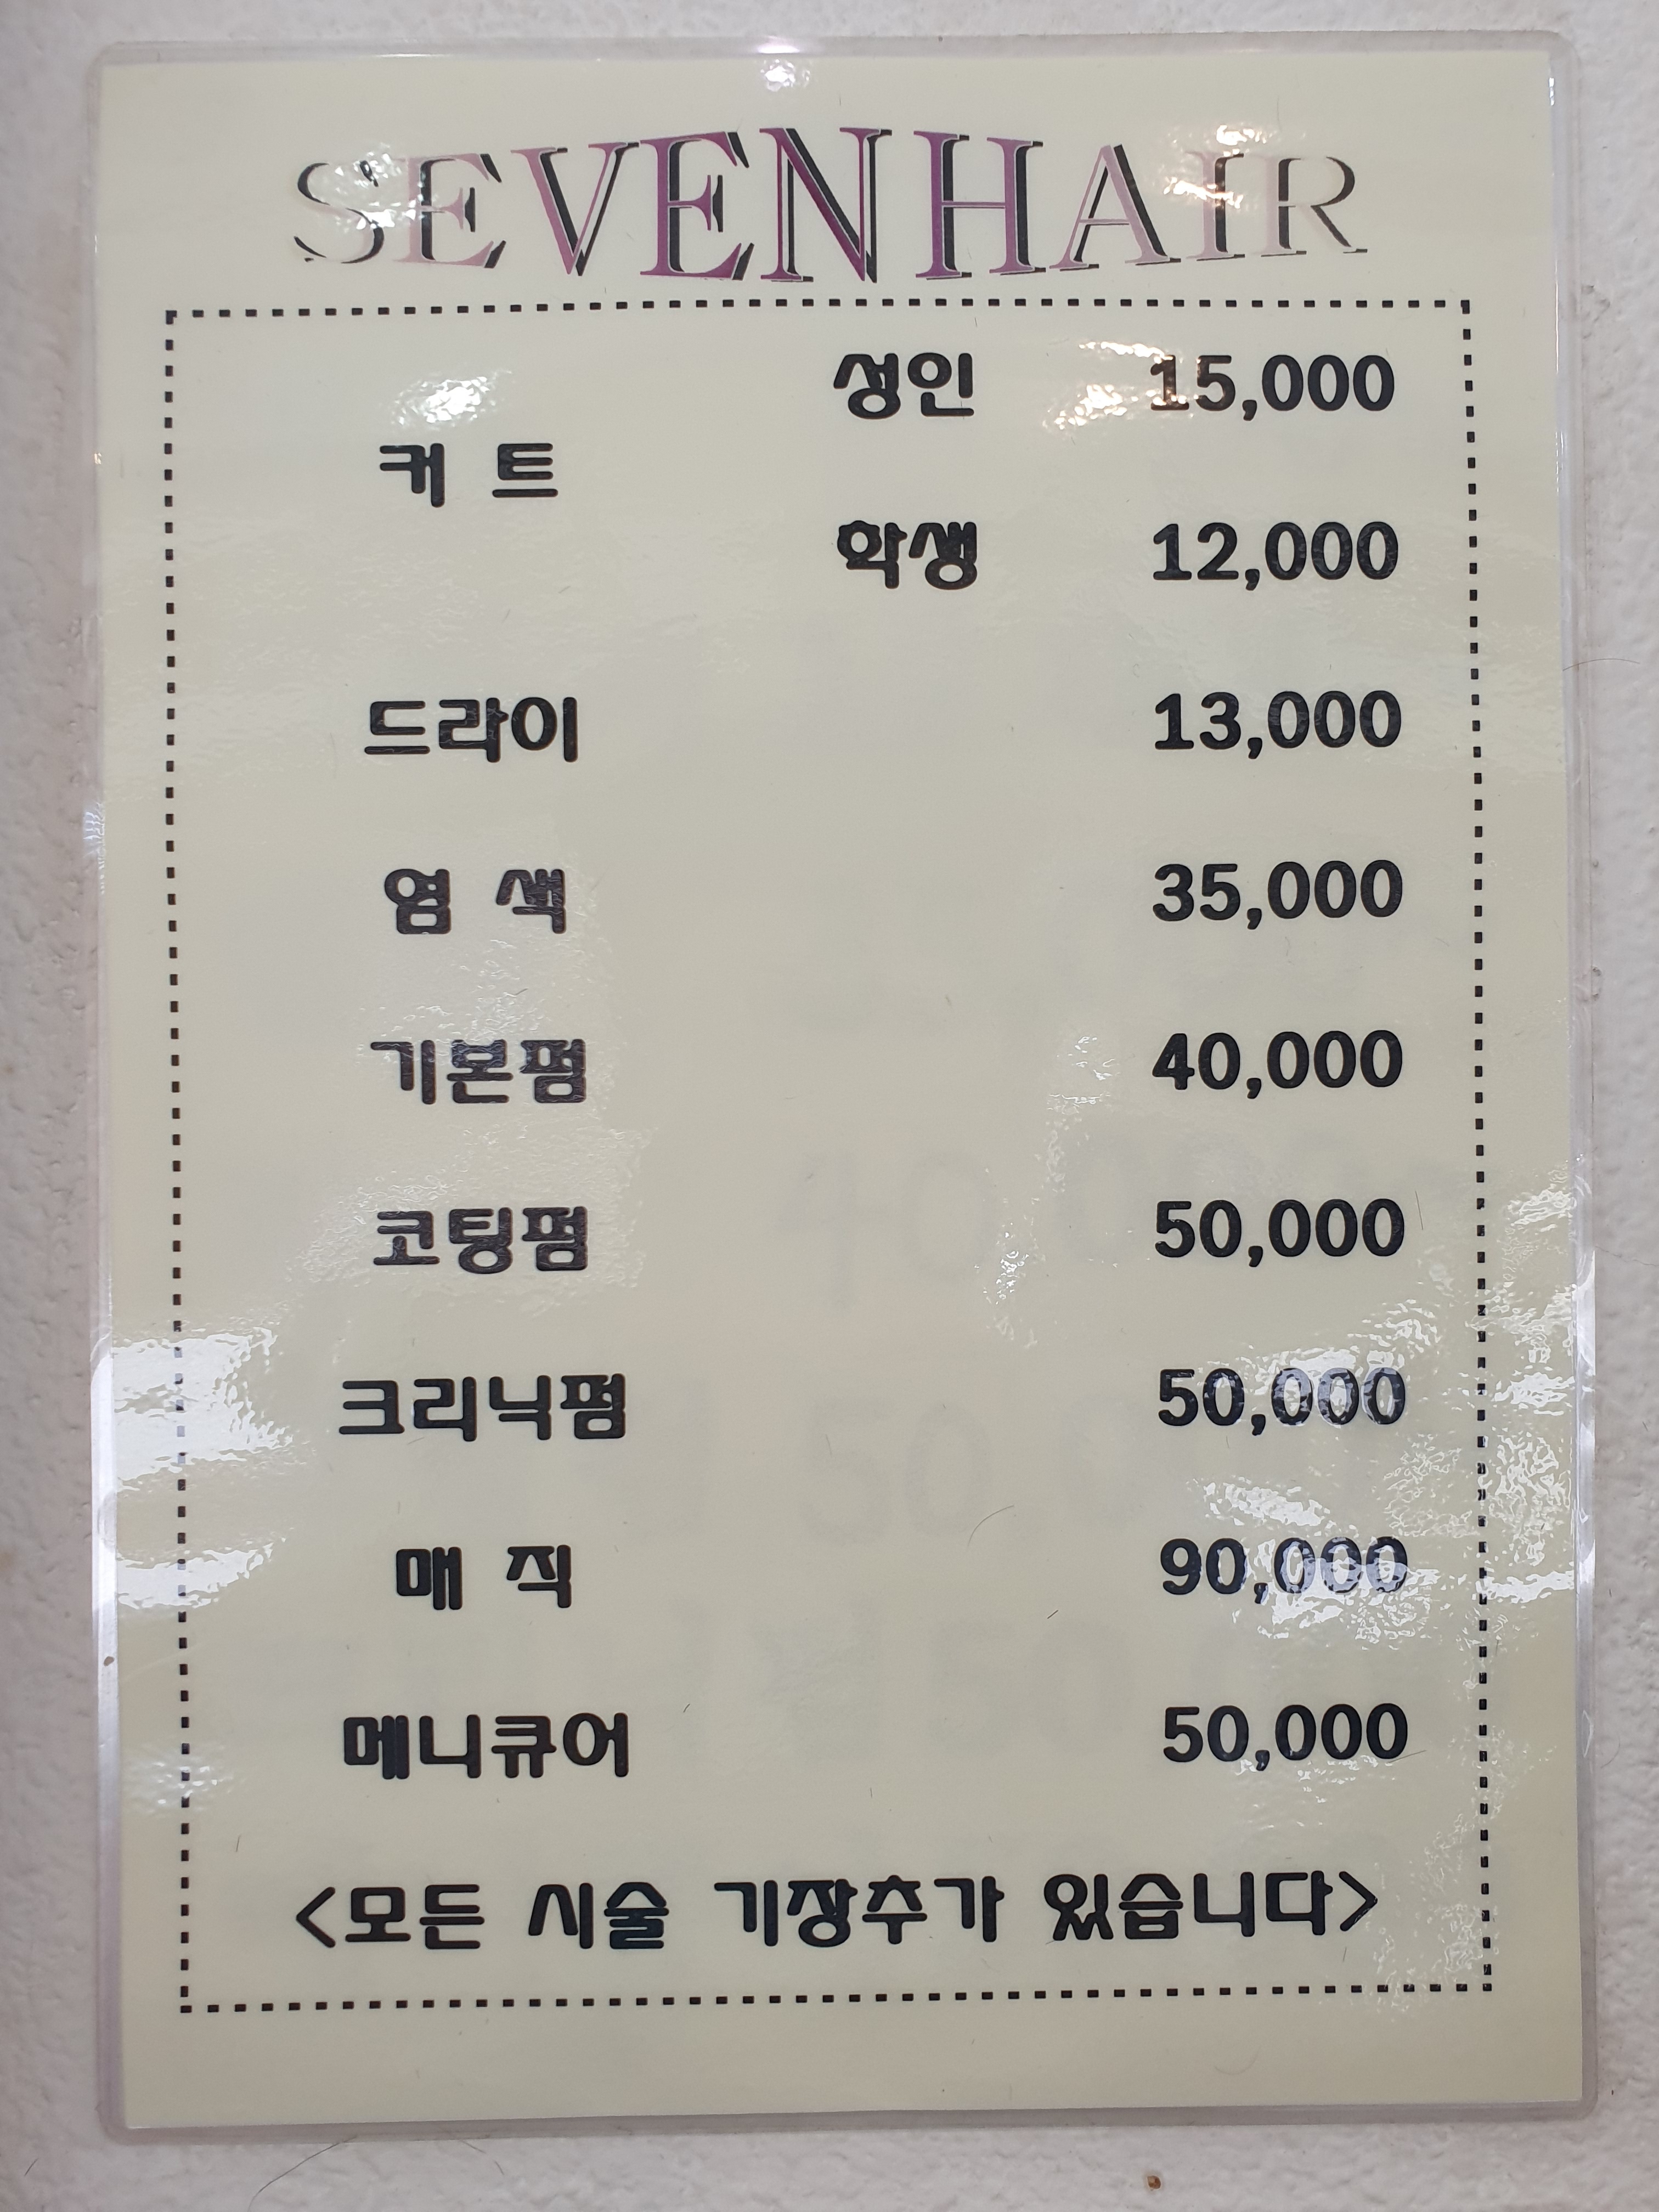 SEVENHAIR
성인 15,000
커 트
학생 12,000
드라이 13,000
염 색 35,000
기본펌 40,000
코팅펌 50,000
크리닉펌 50,000
매 직 90,000
메니큐어 50,000
<모든 시술 기장추가 있습니다>